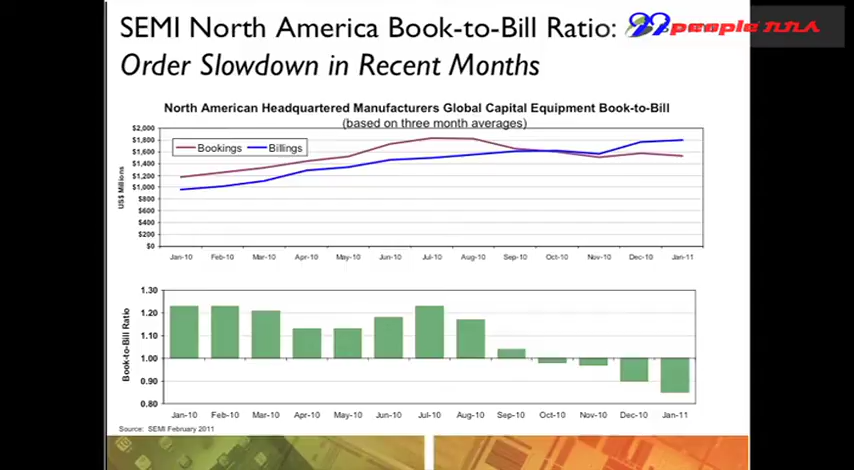 SEMI North America Book-to-Bill Ratio:
people
Order Slowdown in Recent Months
North American Headquartered Manufacturers Global Capital Equipment Book-to-Bill
(based on three month averages)
US$ Millions
$2,000
$1,800
$1,600
$1,400
$1,200
$1,000
$800
$600
$400
$200
$0
Bookings Billings
Jan-10 Feb-10 Mar-10 Apr-10 May-10 Jun-10 Jul-10 Aug-10 Sep-10 Oct-10 Nov-10 Dec-10 Jan-11
Book-to-Bill Ratio
1.30
1.20
1.10
1.00
0.90
0.80
Jan-10 Feb-10 Mar-10 Apr-10 May-10 Jun-10 Jul-10 Aug-10 Sep-10 Oct-10 Nov-10 Dec-10 Jan-11
Source: SEMI February 2011